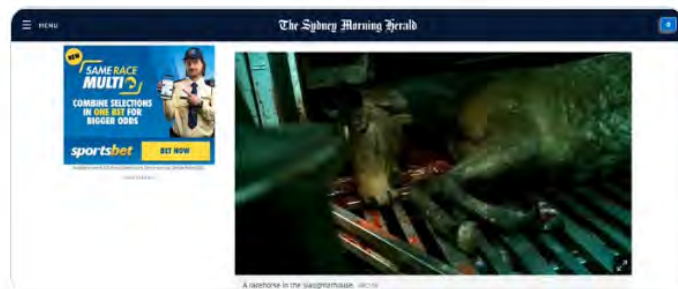 MENU
The Sydney Morning Herald
NEW
SAME RACE
MULTI
COMBINE SELECTIONS
IN ONE BET FOR
BIGGER ODDS
sportsbet
BET NOW
A racehorse in the slaughterhouse.